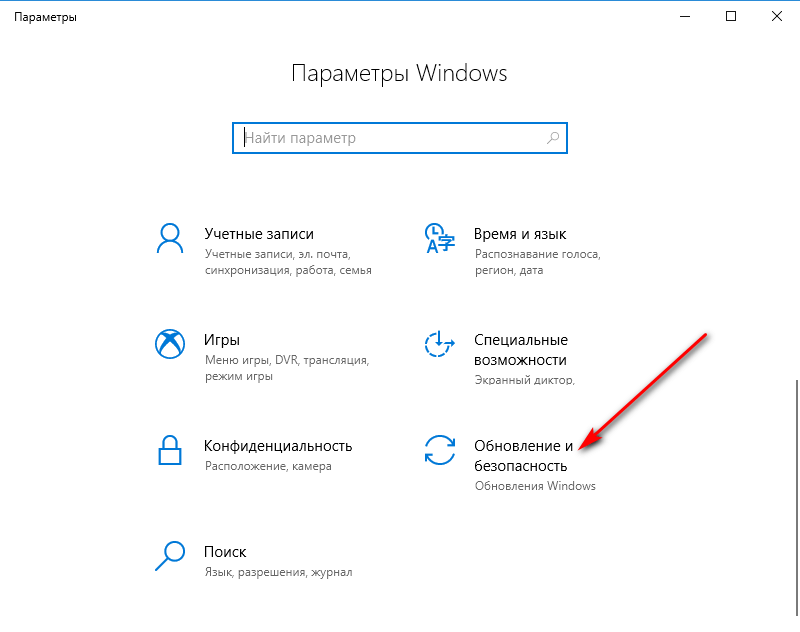 Параметры
Параметры Windows
Найти параметр
Учетные записи
Учетные записи, эл. почта,
синхронизация, работа, семья
Время и язык
Распознавание голоса,
регион, дата
Игры
Меню игры, DVR, трансляция,
режим игры
Специальные
возможности
Экранный диктор,
Конфиденциальность
Расположение, камера
Обновление и
безопасность
Обновления Windows
Поиск
Язык, разрешения, журнал